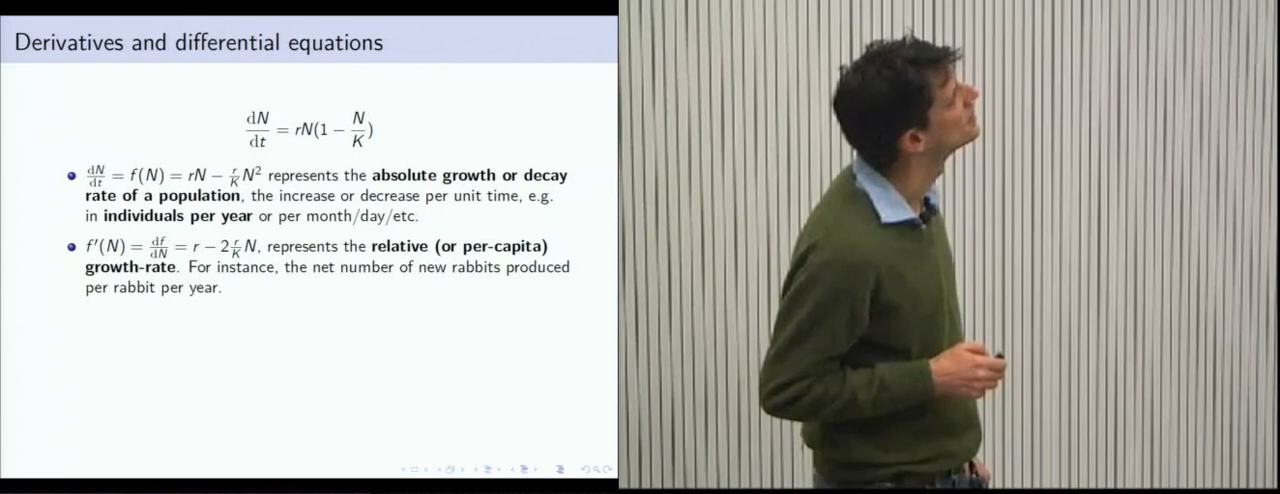 Derivatives and differential equations
dN/dt = rN(1 − N/K)
dN/dt = f(N) = rN − r/K N² represents the absolute growth or decay
rate of a population, the increase or decrease per unit time, e.g.
in individuals per year or per month/day/etc.
f′(N) = df/dN = r − 2 r/K N, represents the relative (or per-capita)
growth-rate. For instance, the net number of new rabbits produced
per rabbit per year.